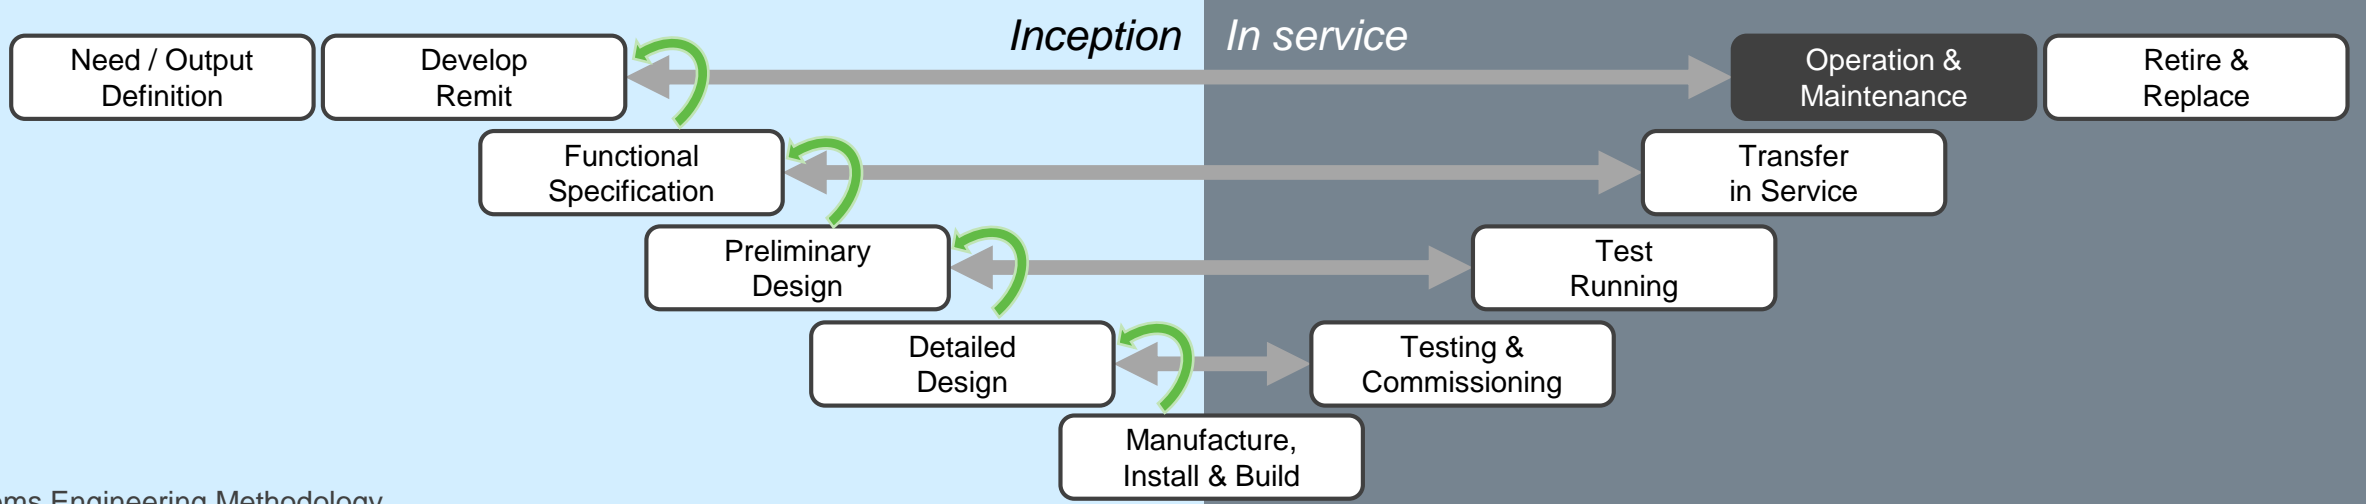 Inception
In service
Need / Output
Definition
Develop
Remit
Operation &
Maintenance
Retire &
Replace
Functional
Specification
Transfer
in Service
Preliminary
Design
Test
Running
Detailed
Design
Testing &
Commissioning
Manufacture,
Install & Build
Engineering Methodology